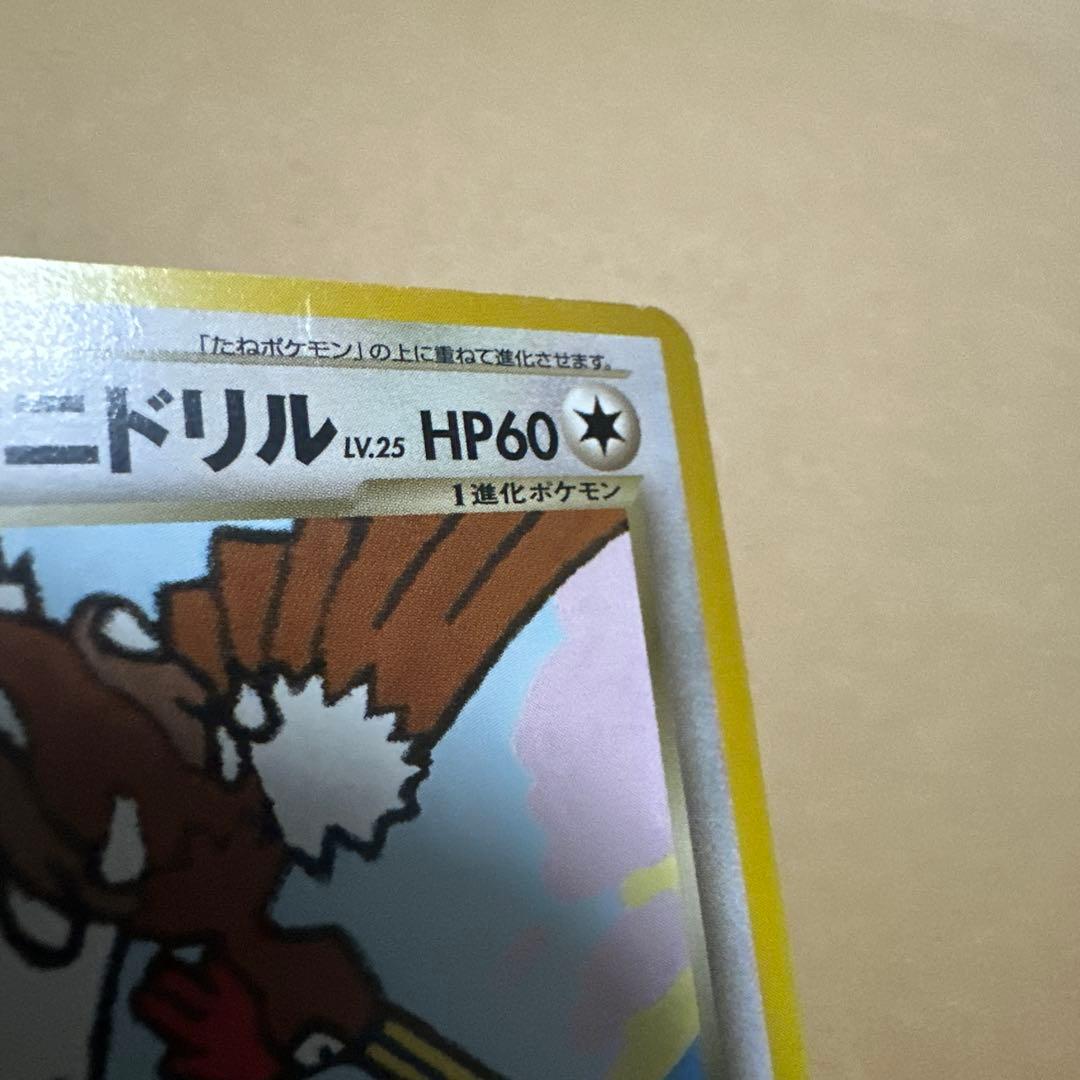 「たねポケモン」の上に重ねて進化させます。
ニドリル LV.25 HP60
1進化ポケモン